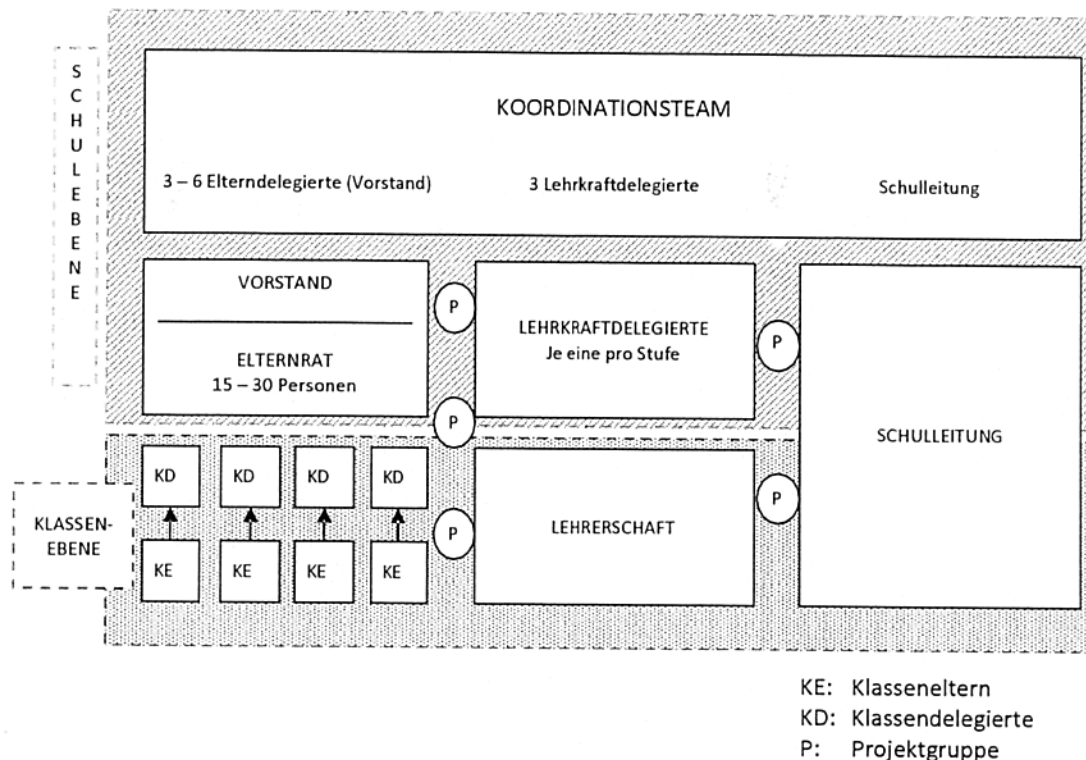 SCHULEBENE
KOORDINATIONSTEAM
3 – 6 Elterndelegierte (Vorstand)
3 Lehrkraftdelegierte
Schulleitung
VORSTAND
ELTERNRAT
15 – 30 Personen
P
LEHRKRAFTDELEGIERTE
Je eine pro Stufe
P
P
SCHULLEITUNG
KLASSEN-
EBENE
KD
KD
KD
KD
KE
KE
KE
KE
P
LEHRERSCHAFT
P
KE: Klasseneltern
KD: Klassendelegierte
P: Projektgruppe